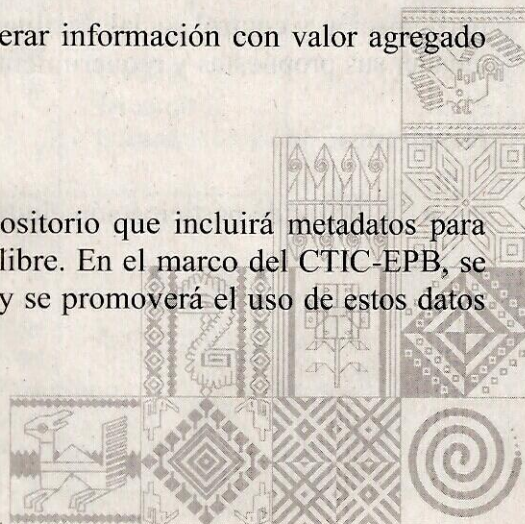 erar información con valor agregado
ositorio que incluirá metadatos para
libre. En el marco del CTIC-EPB, se
y se promoverá el uso de estos datos